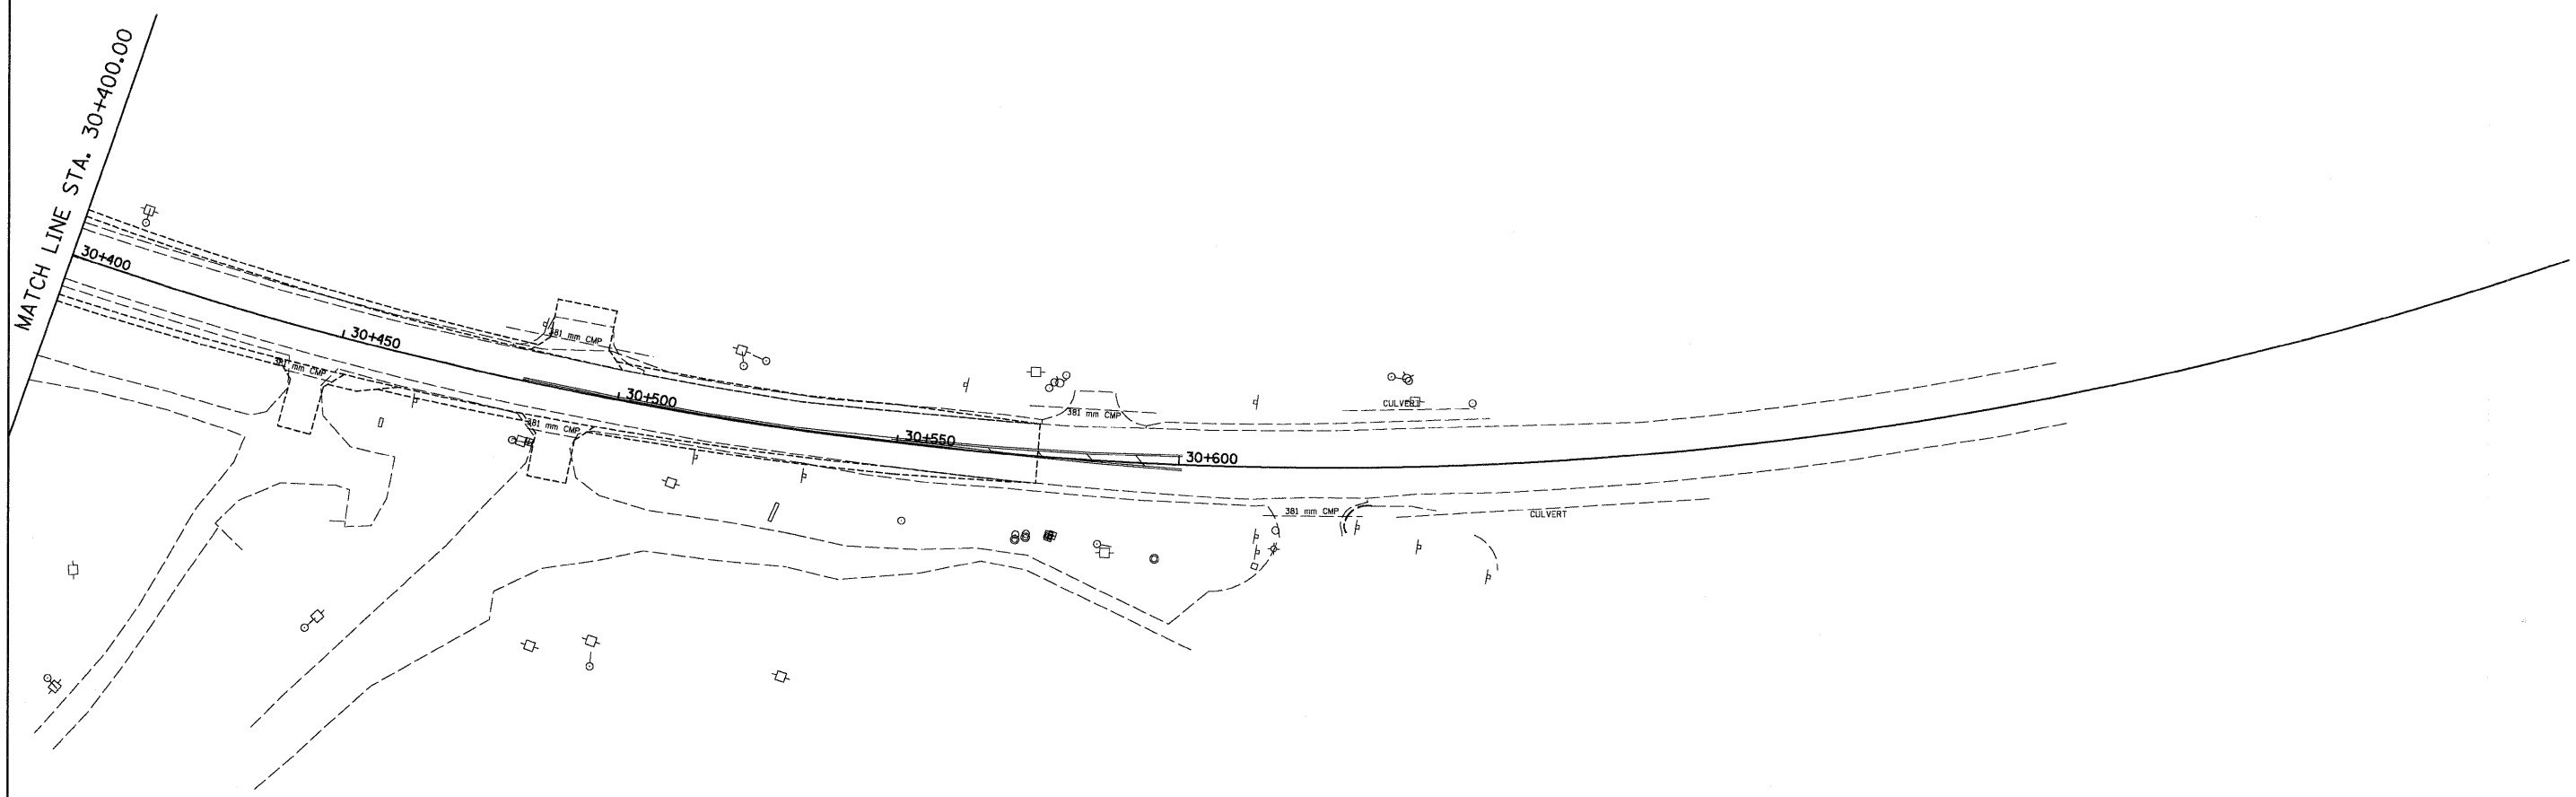 MATCH LINE STA. 30+400.00
30+400
30+450
381 mm CMP
381 mm CMP
30+500
381 mm CMP
30+550
381 mm CMP
30+600
CULVERT
381 mm CMP
CULVERT